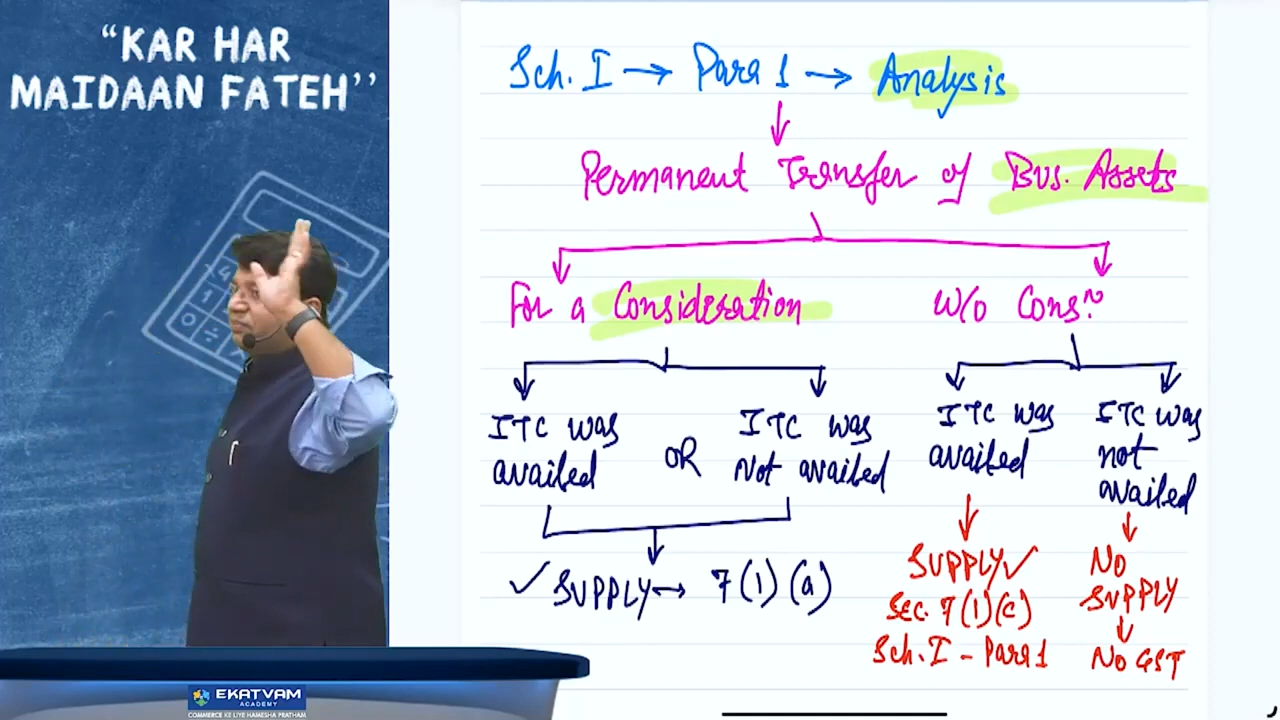 “KAR HAR
MAIDAAN FATEH’’
Sch. I → Para 1 → Analysis
Permanent Transfer of Bus. Assets
For a Consideration
W/o Consn
ITC was
availed
OR
ITC was
Not availed
ITC was
availed
ITC was
not
availed
✓ SUPPLY → 7(1)(a)
SUPPLY ✓
Sec. 7(1)(c)
Sch. I - Para 1
No
SUPPLY
↓
No GST
EKATVAM
ACADEMY
COMMERCE KE LIYE HAMESHA PRATHAM